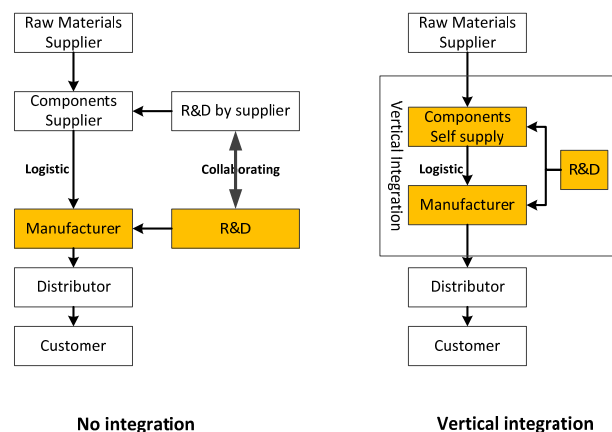 Raw Materials
Supplier
Components
Supplier
R&D by supplier
Logistic
Collaborating
Manufacturer
R&D
Distributor
Customer
No integration
Raw Materials
Supplier
Vertical Integration
Components
Self supply
Logistic
R&D
Manufacturer
Distributor
Customer
Vertical integration